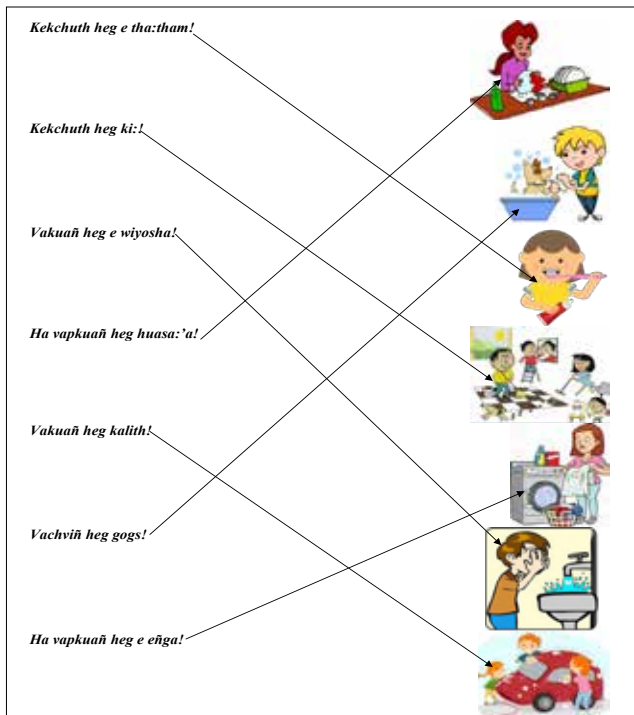 Kekchuth heg e tha:tham!
Kekchuth heg ki:!
Vakuañ heg e wiyosha!
Ha vapkuañ heg huasa:'a!
Vakuañ heg kalith!
Vachviñ heg gogs!
Ha vapkuañ heg e eñga!